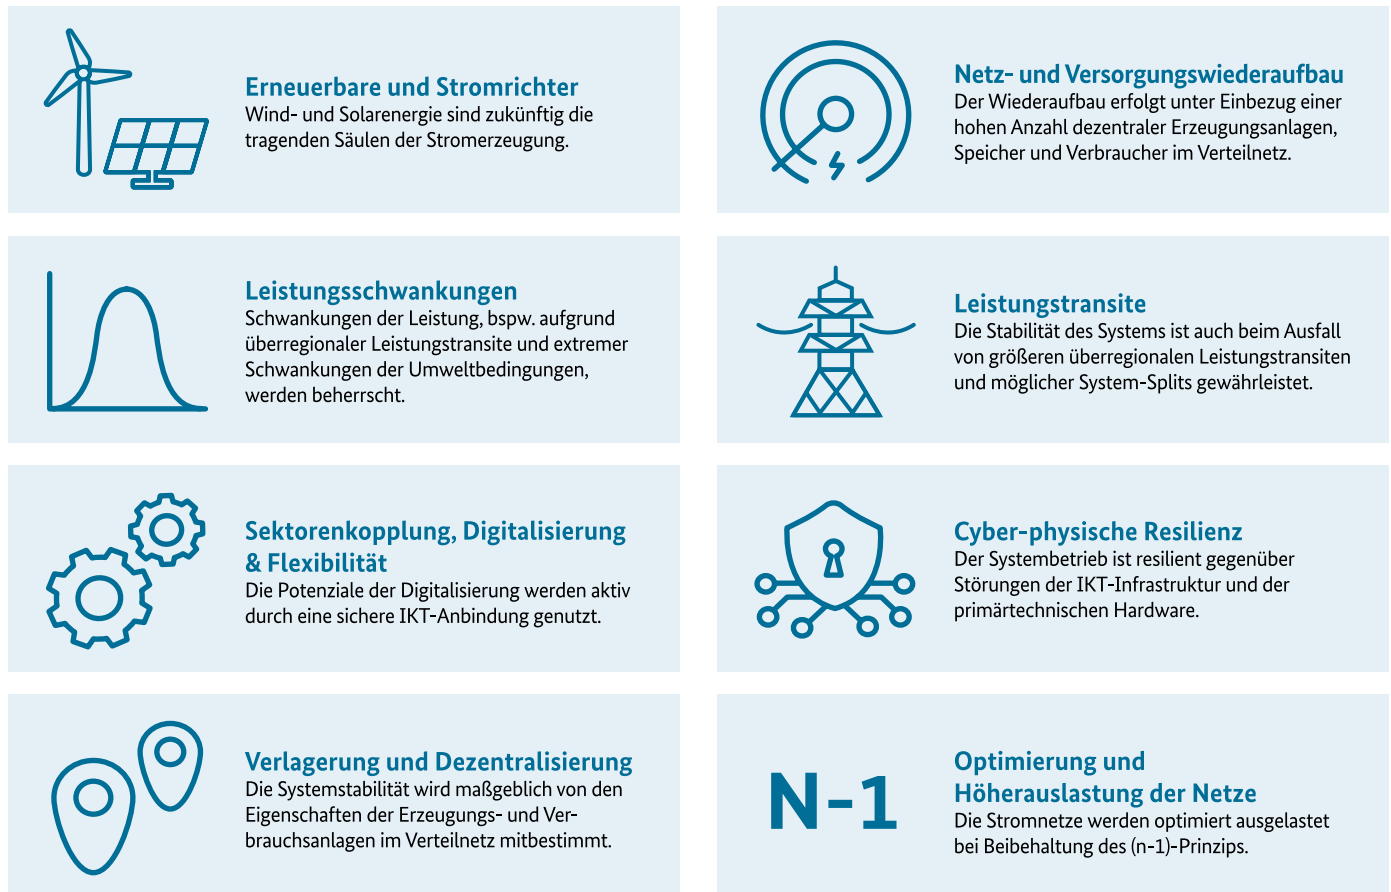 Erneuerbare und Stromrichter
Wind- und Solarenergie sind zukünftig die
tragenden Säulen der Stromerzeugung.
Netz- und Versorgungswiederaufbau
Der Wiederaufbau erfolgt unter Einbezug einer
hohen Anzahl dezentraler Erzeugungsanlagen,
Speicher und Verbraucher im Verteilnetz.
Leistungsschwankungen
Schwankungen der Leistung, bspw. aufgrund
überregionaler Leistungstransite und extremer
Schwankungen der Umweltbedingungen,
werden beherrscht.
Leistungstransite
Die Stabilität des Systems ist auch beim Ausfall
von größeren überregionalen Leistungstransiten
und möglicher System-Splits gewährleistet.
Sektorenkopplung, Digitalisierung
& Flexibilität
Die Potenziale der Digitalisierung werden aktiv
durch eine sichere IKT-Anbindung genutzt.
Cyber-physische Resilienz
Der Systembetrieb ist resilient gegenüber
Störungen der IKT-Infrastruktur und der
primärtechnischen Hardware.
Verlagerung und Dezentralisierung
Die Systemstabilität wird maßgeblich von den
Eigenschaften der Erzeugungs- und Ver-
brauchsanlagen im Verteilnetz mitbestimmt.
N-1
Optimierung und
Höherauslastung der Netze
Die Stromnetze werden optimiert ausgelastet
bei Beibehaltung des (n-1)-Prinzips.